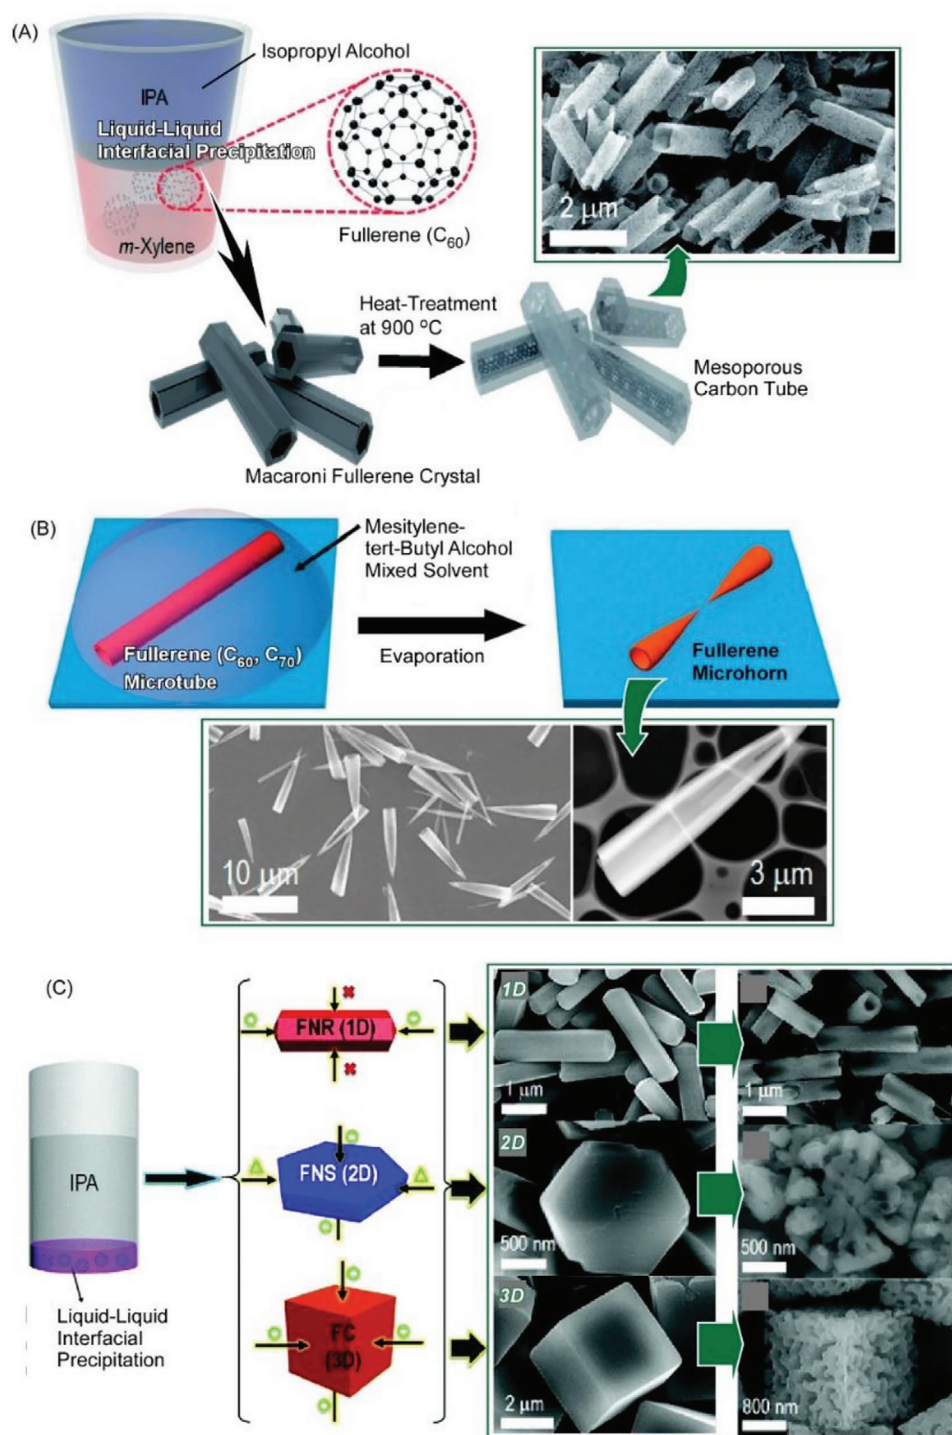 (A)
Isopropyl Alcohol
IPA
Liquid-Liquid
Interfacial Precipitation
m-Xylene
Fullerene (C60)
2 μm
Heat-Treatment
at 900 ºC
Mesoporous
Carbon Tube
Macaroni Fullerene Crystal
(B)
Mesitylene-
tert-Butyl Alcohol
Mixed Solvent
Evaporation
Fullerene (C60, C70)
Microtube
Fullerene
Microhorn
10 μm
3 μm
(C)
IPA
Liquid-Liquid
Interfacial
Precipitation
FNR (1D)
FNS (2D)
FC
(3D)
1D
1 μm
1 μm
2D
500 nm
500 nm
3D
2 μm
800 nm